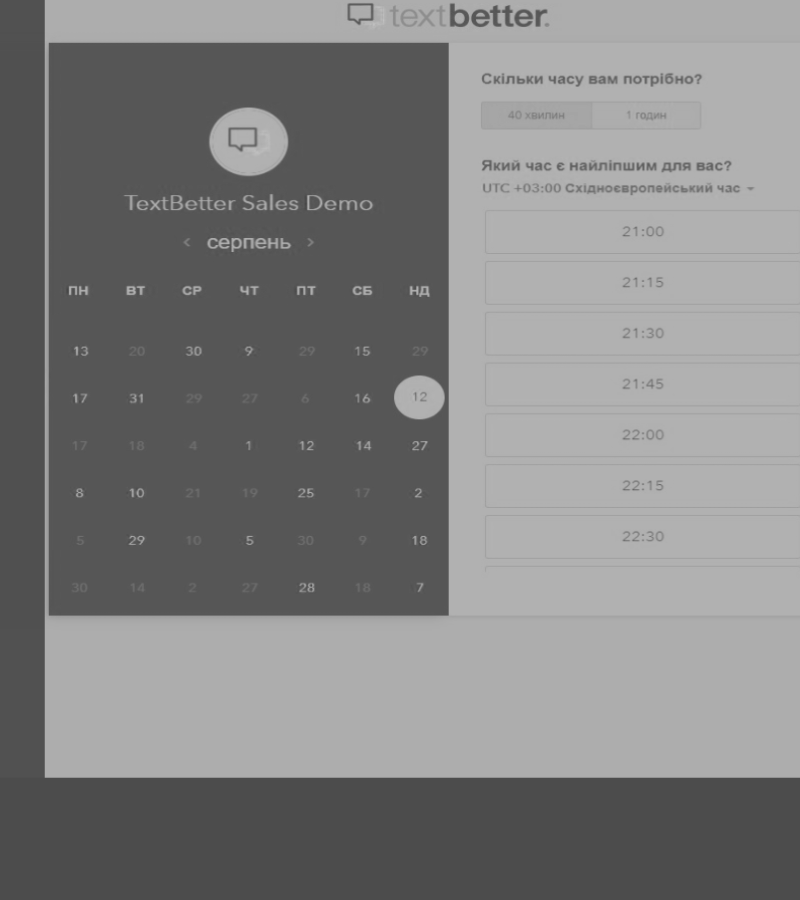 textbetter.
TextBetter Sales Demo
< серпень >
ПН ВТ СР ЧТ ПТ СБ НД
13 20 30 9 29 15 29
17 31 29 27 6 16 12
17 18 4 1 12 14 27
8 10 21 19 25 17 2
5 29 10 5 30 9 18
30 14 2 27 28 18 7
Скільки часу вам потрібно?
40 хвилин 1 годин
Який час є найліпшим для вас?
UTC +03:00 Східноєвропейський час
21:00
21:15
21:30
21:45
22:00
22:15
22:30